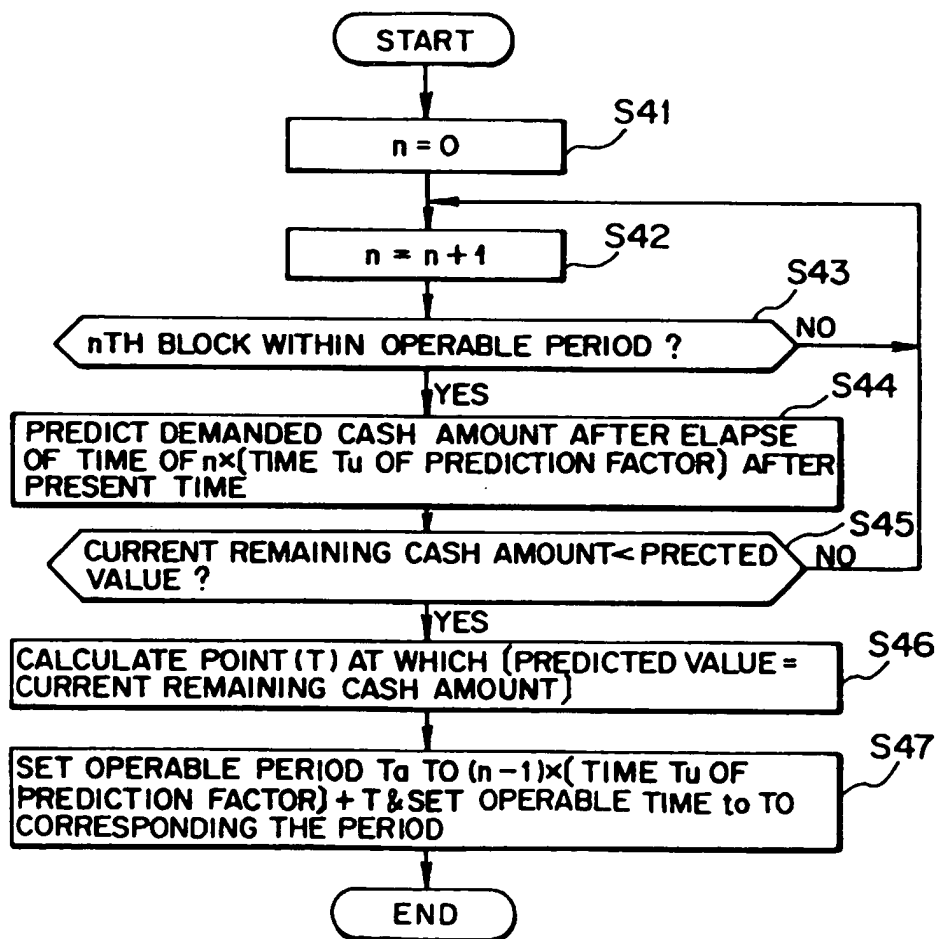 START
S41
n = 0
S42
n = n + 1
S43
nTH BLOCK WITHIN OPERABLE PERIOD ?
NO
YES
S44
PREDICT DEMANDED CASH AMOUNT AFTER ELAPSE
OF TIME OF n×(TIME Tu OF PREDICTION FACTOR) AFTER
PRESENT TIME
S45
CURRENT REMAINING CASH AMOUNT< PRECTED
VALUE ?
NO
YES
S46
CALCULATE POINT (T) AT WHICH (PREDICTED VALUE =
CURRENT REMAINING CASH AMOUNT)
S47
SET OPERABLE PERIOD Ta TO (n-1)×( TIME Tu OF
PREDICTION FACTOR) + T & SET OPERABLE TIME to TO
CORRESPONDING THE PERIOD
END